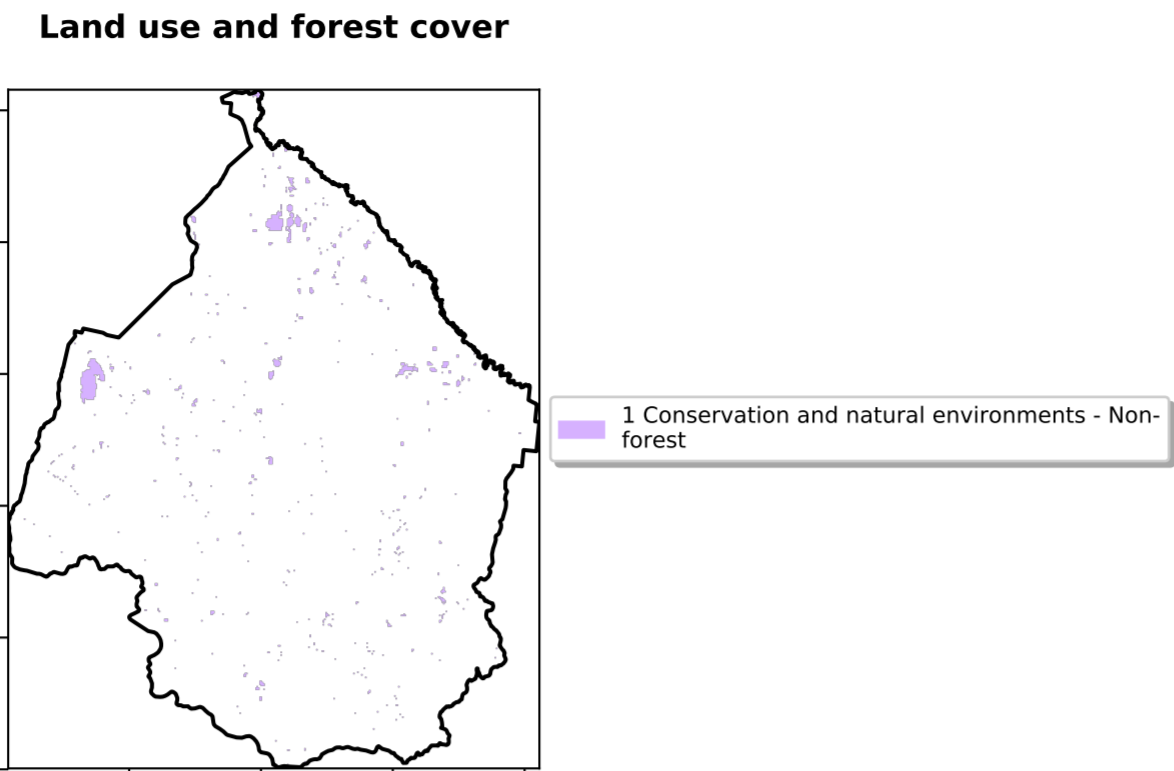 Land use and forest cover
1 Conservation and natural environments - Non-
forest